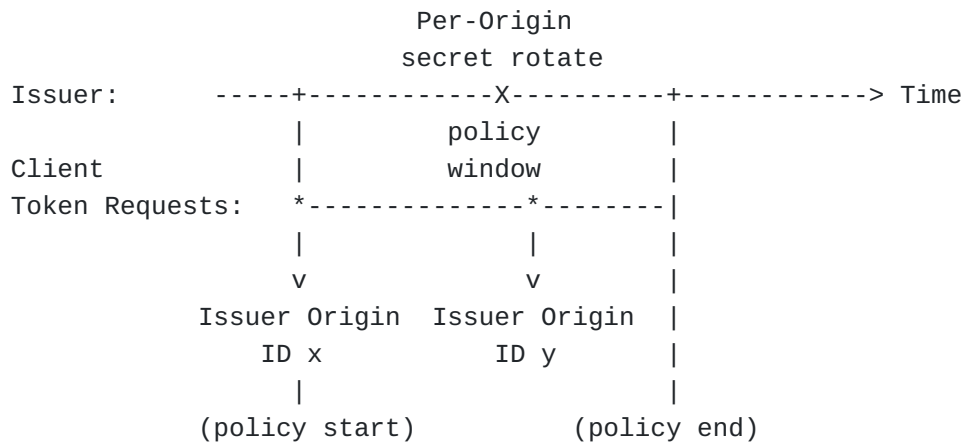 Per-Origin
secret rotate
Issuer: -----+------------X----------+------------> Time
| policy |
Client | window |
Token Requests: *--------------*--------|
| | |
v v |
Issuer Origin Issuer Origin |
ID x ID y |
| |
(policy start) (policy end)